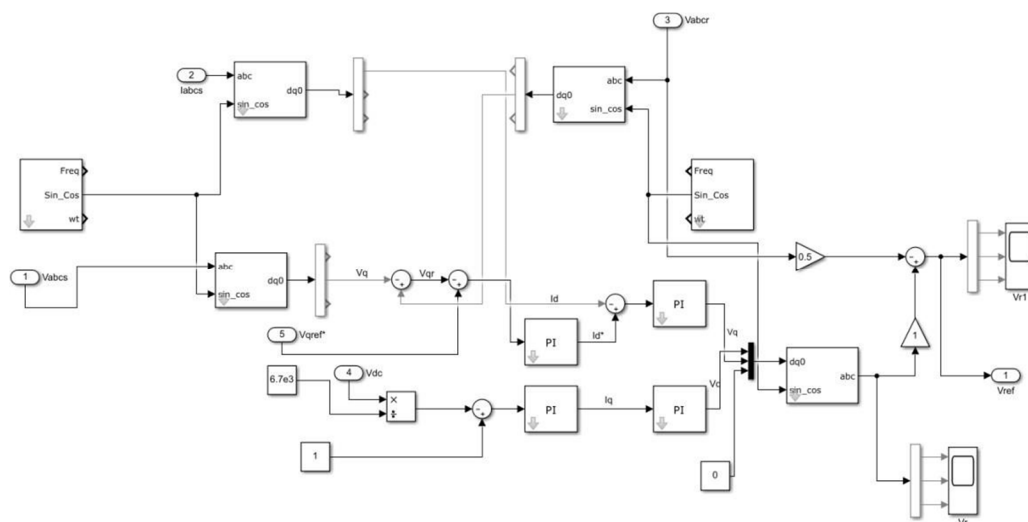 3
Vabcr
2
Iabcs
abc
sin_cos
dq0
dq0
abc
sin_cos
Freq
Sin_Cos
wt
Freq
Sin_Cos
wt
1
Vabcs
abc
sin_cos
dq0
Vq
Vqr
0.5
Vr1
5
Vqref*
Id
PI
Id*
PI
Vq
1
6.7e3
4
Vdc
×
÷
PI
Iq
PI
Vd
dq0
sin_cos
abc
1
Vref
1
0
Vr